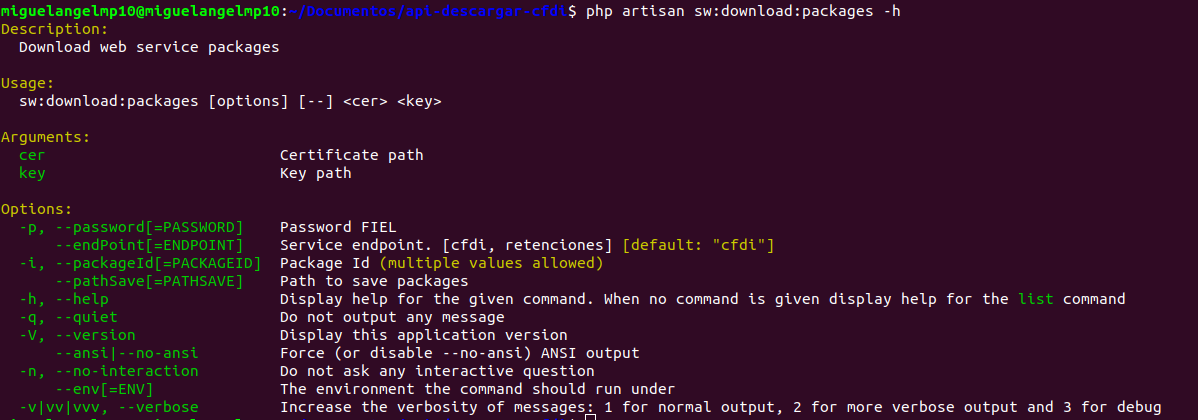 miguelangelmp10@miguelangelmp10:~/Documentos/api-descargar-cfdi$ php artisan sw:download:packages -h
Description:
  Download web service packages

Usage:
  sw:download:packages [options] [--] <cer> <key>

Arguments:
  cer                          Certificate path
  key                          Key path

Options:
  -p, --password[=PASSWORD]    Password FIEL
      --endPoint[=ENDPOINT]    Service endpoint. [cfdi, retenciones] [default: "cfdi"]
  -i, --packageId[=PACKAGEID]  Package Id (multiple values allowed)
      --pathSave[=PATHSAVE]    Path to save packages
  -h, --help                   Display help for the given command. When no command is given display help for the list command
  -q, --quiet                  Do not output any message
  -V, --version                Display this application version
      --ansi|--no-ansi         Force (or disable --no-ansi) ANSI output
  -n, --no-interaction         Do not ask any interactive question
      --env[=ENV]              The environment the command should run under
  -v|vv|vvv, --verbose         Increase the verbosity of messages: 1 for normal output, 2 for more verbose output and 3 for debug